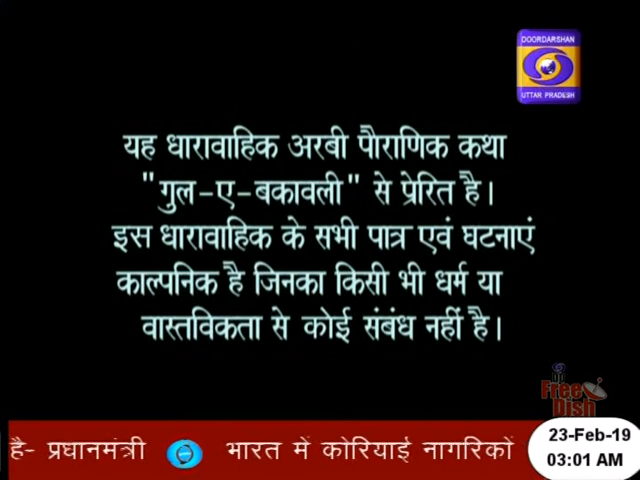 DOORDARSHAN
UTTAR PRADESH
यह धारावाहिक अरबी पौराणिक कथा
"गुल-ए-बकावली" से प्रेरित है।
इस धारावाहिक के सभी पात्र एवं घटनाएं
काल्पनिक है जिनका किसी भी धर्म या
वास्तविकता से कोई संबंध नहीं है।
DD
Free
Dish
है- प्रधानमंत्री भारत में कोरियाई नागरिकों
23-Feb-19
03:01 AM